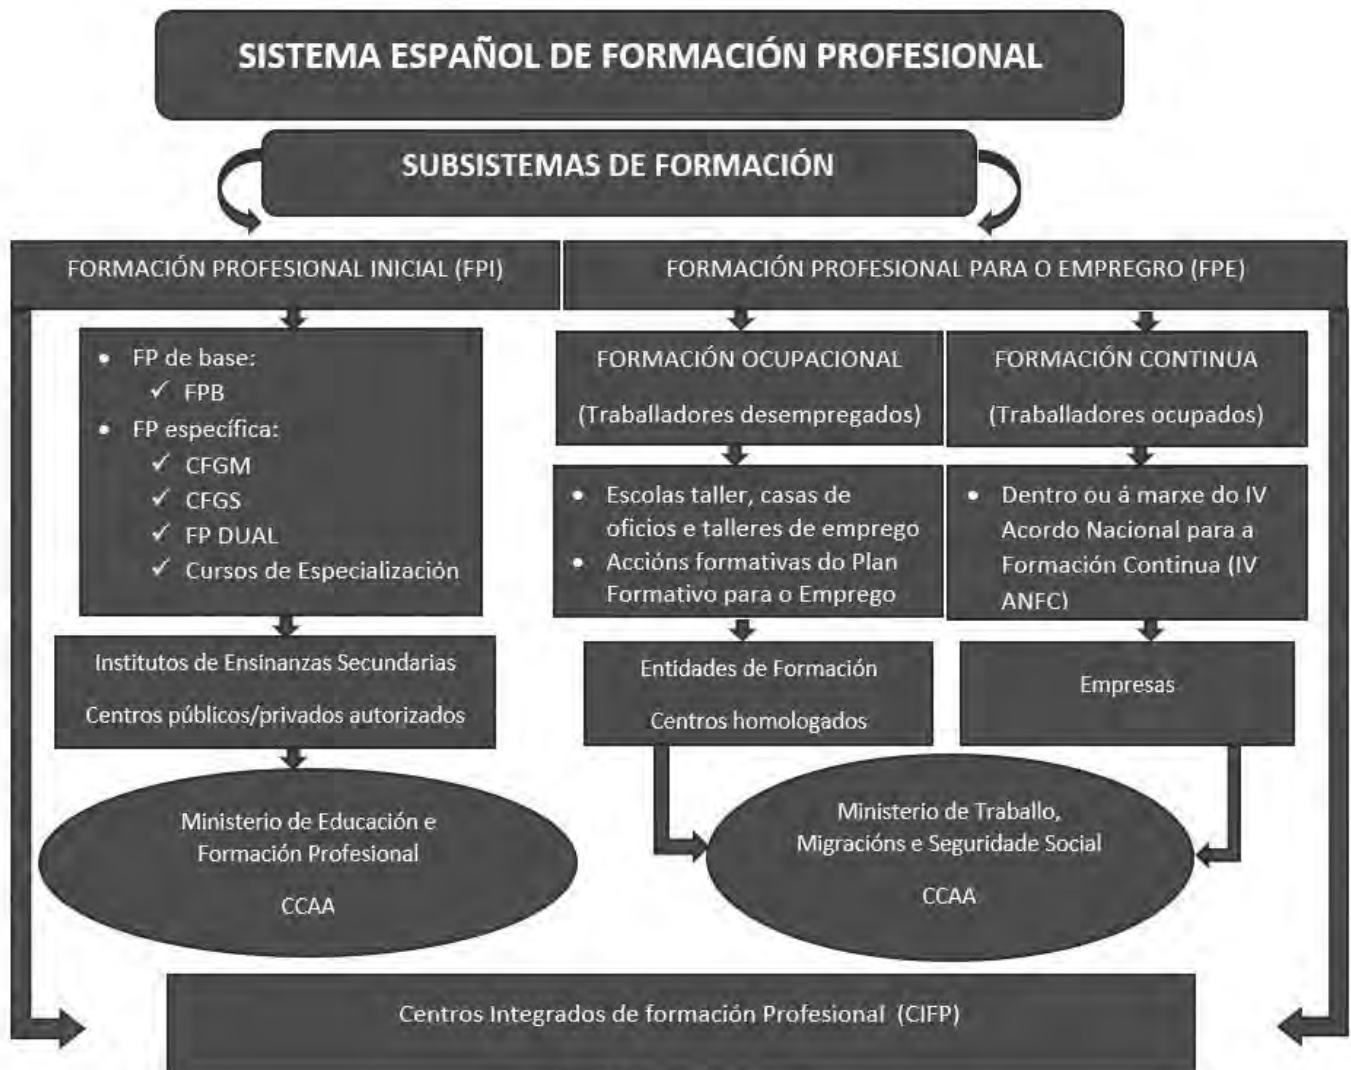 SISTEMA ESPAÑOL DE FORMACIÓN PROFESIONAL
SUBSISTEMAS DE FORMACIÓN
FORMACIÓN PROFESIONAL INICIAL (FPI)
FORMACIÓN PROFESIONAL PARA O EMPREGRO (FPE)
• FP de base:
✓ FPB
• FP específica:
✓ CFGM
✓ CFGS
✓ FP DUAL
✓ Cursos de Especialización
FORMACIÓN OCUPACIONAL
(Traballadores desempregados)
FORMACIÓN CONTINUA
(Traballadores ocupados)
• Escolas taller, casas de
oficios e talleres de emprego
• Accións formativas do Plan
Formativo para o Emprego
• Dentro ou á marxe do IV
Acordo Nacional para a
Formación Continua (IV
ANFC)
Institutos de Ensinanzas Secundarias
Centros públicos/privados autorizados
Entidades de Formación
Centros homologados
Empresas
Ministerio de Educación e
Formación Profesional
CCAA
Ministerio de Traballo,
Migracións e Seguridade Social
CCAA
Centros Integrados de formación Profesional (CIFP)